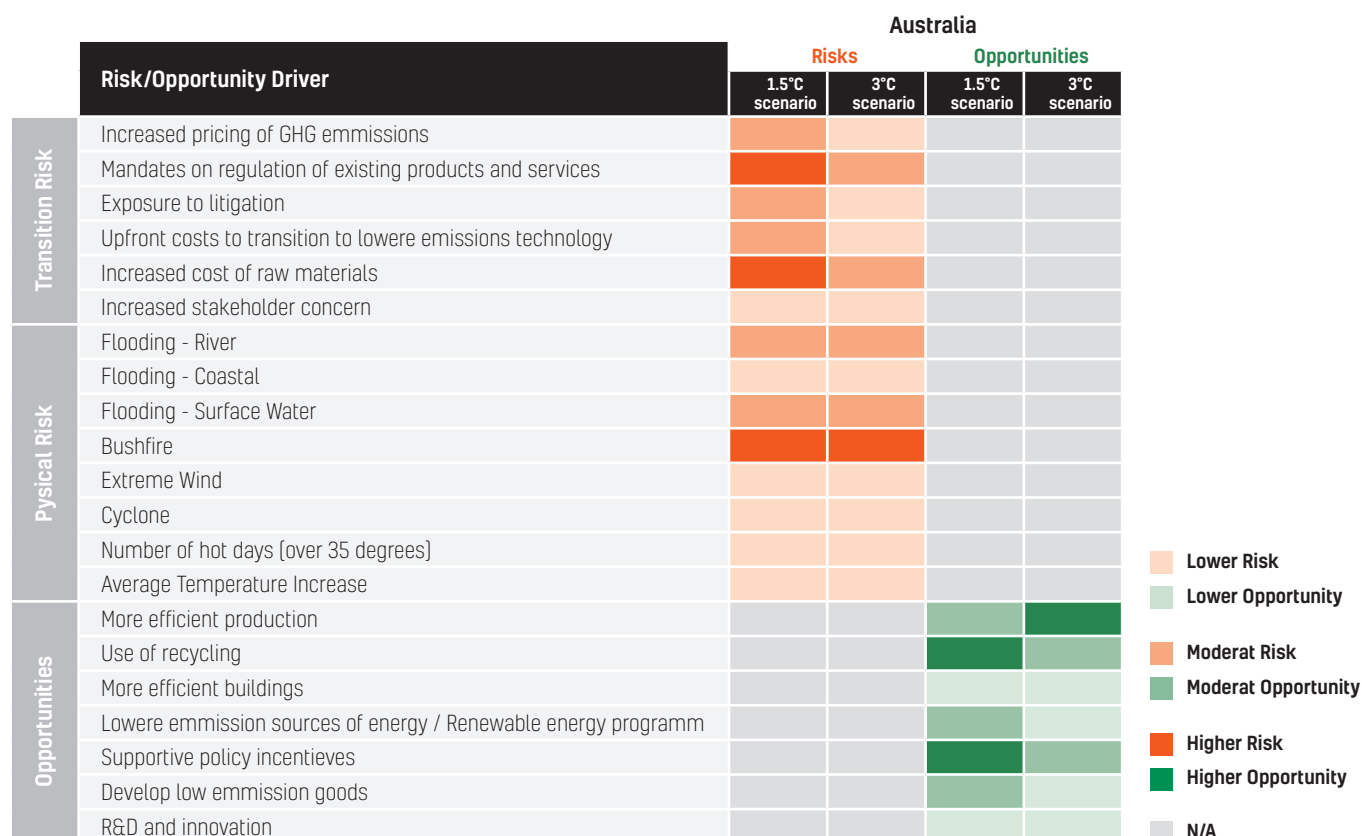 Australia
Risks
Opportunities
Risk/Opportunity Driver
1.5°C scenario
3°C scenario
1.5°C scenario
3°C scenario
Transition Risk
Increased pricing of GHG emmissions
Mandates on regulation of existing products and services
Exposure to litigation
Upfront costs to transition to lowere emissions technology
Increased cost of raw materials
Increased stakeholder concern
Pysical Risk
Flooding - River
Flooding - Coastal
Flooding - Surface Water
Bushfire
Extreme Wind
Cyclone
Number of hot days (over 35 degrees)
Average Temperature Increase
Opportunities
More efficient production
Use of recycling
More efficient buildings
Lowere emmission sources of energy / Renewable energy programm
Supportive policy incentieves
Develop low emmission goods
R&D and innovation
Lower Risk
Lower Opportunity
Moderat Risk
Moderat Opportunity
Higher Risk
Higher Opportunity
N/A